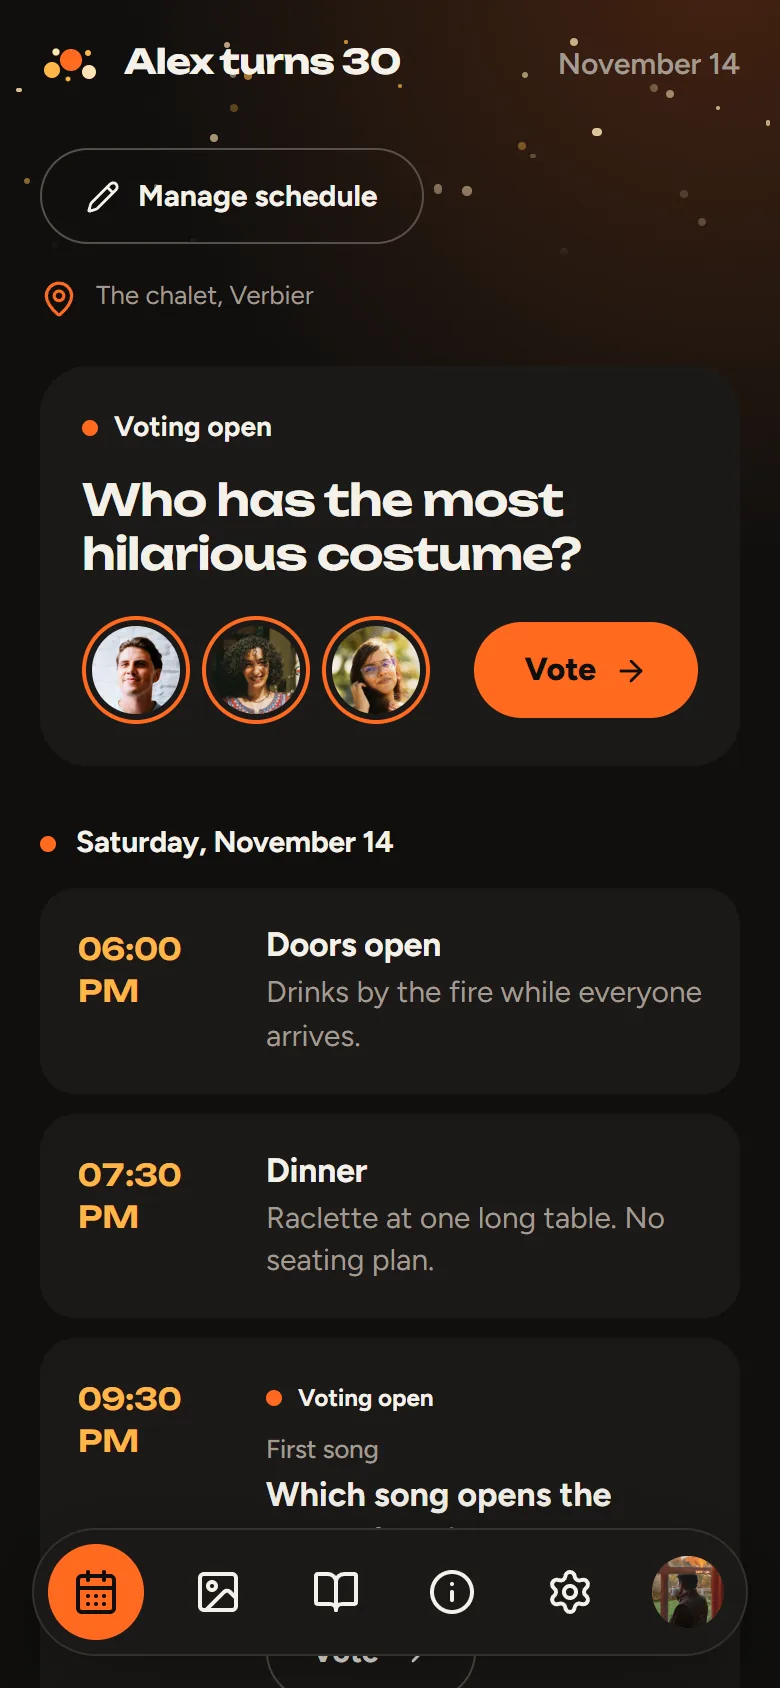 Alex turns 30
November 14
Manage schedule
The chalet, Verbier
Voting open
Who has the most
hilarious costume?
Vote
Saturday, November 14
06:00
PM
Doors open
Drinks by the fire while everyone
arrives.
07:30
PM
Dinner
Raclette at one long table. No
seating plan.
09:30
PM
Voting open
First song
Which song opens the
Vote